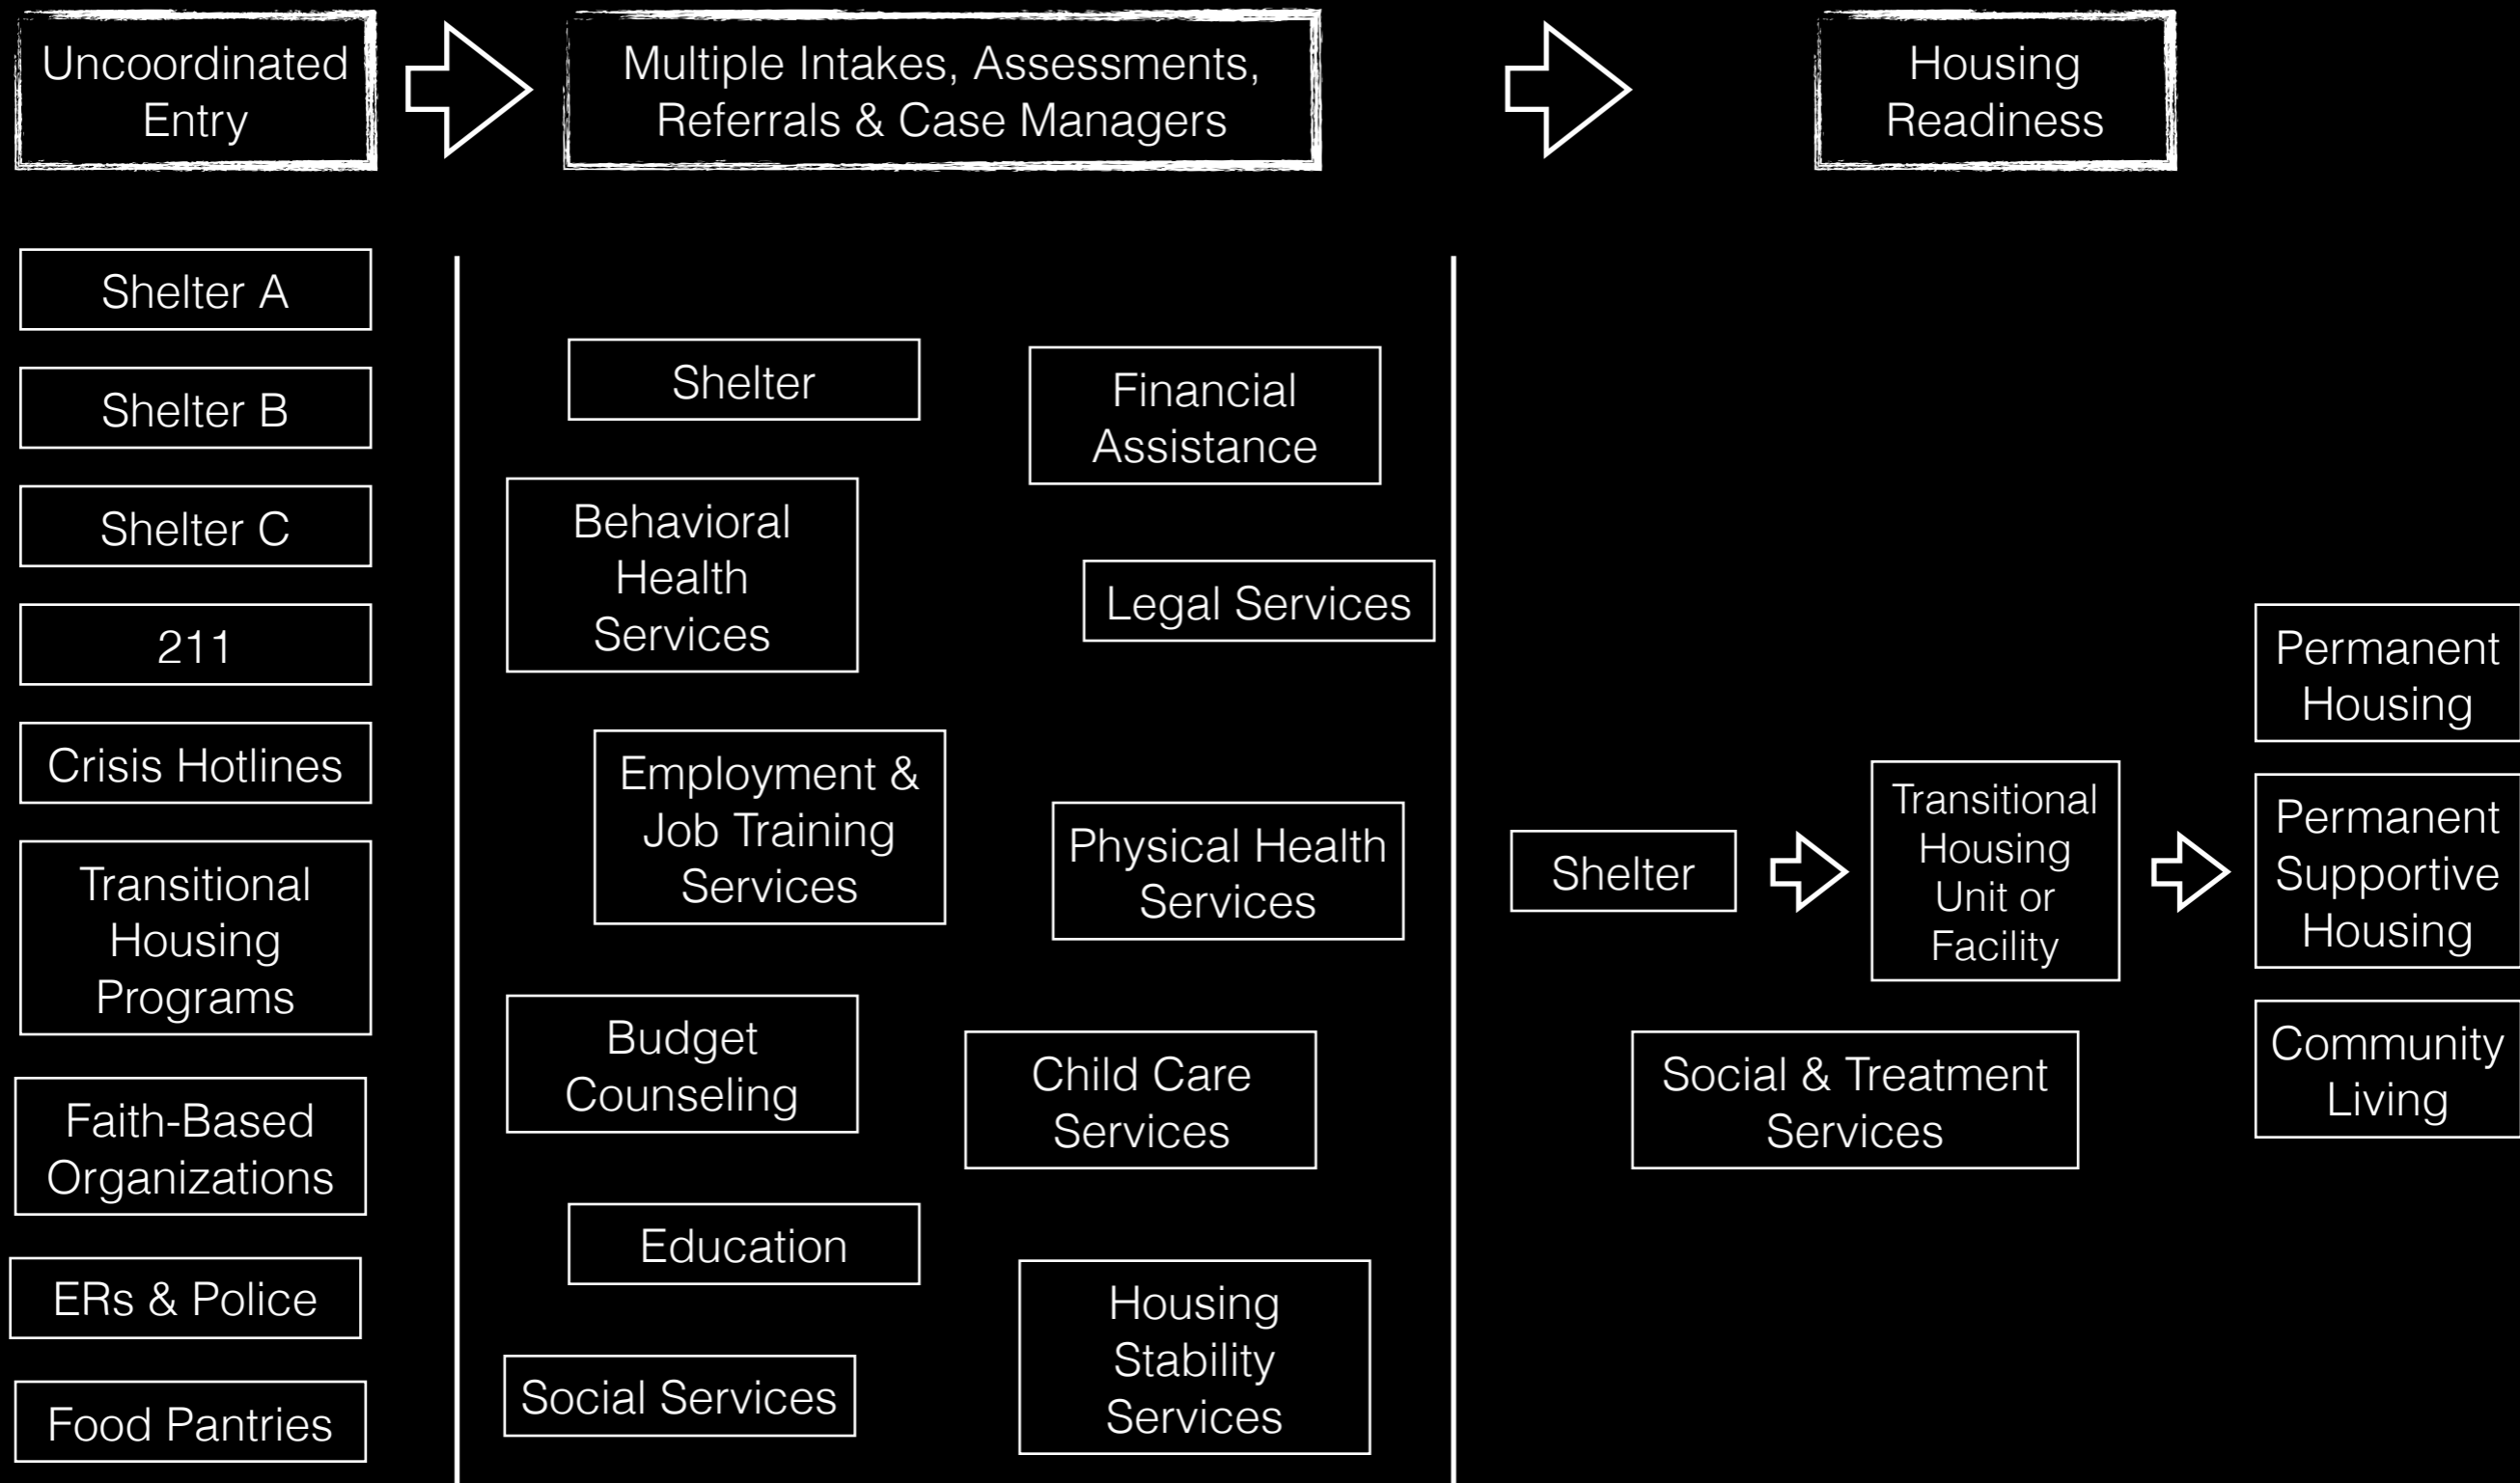 Uncoordinated
Entry
Multiple Intakes, Assessments,
Referrals & Case Managers
Housing
Readiness
Shelter A
Shelter B
Shelter C
211
Crisis Hotlines
Transitional
Housing
Programs
Faith-Based
Organizations
ERs & Police
Food Pantries
Shelter
Financial
Assistance
Behavioral
Health
Services
Legal Services
Employment &
Job Training
Services
Physical Health
Services
Budget
Counseling
Child Care
Services
Education
Housing
Stability
Services
Social Services
Shelter
Transitional
Housing
Unit or
Facility
Social & Treatment
Services
Permanent
Housing
Permanent
Supportive
Housing
Community
Living